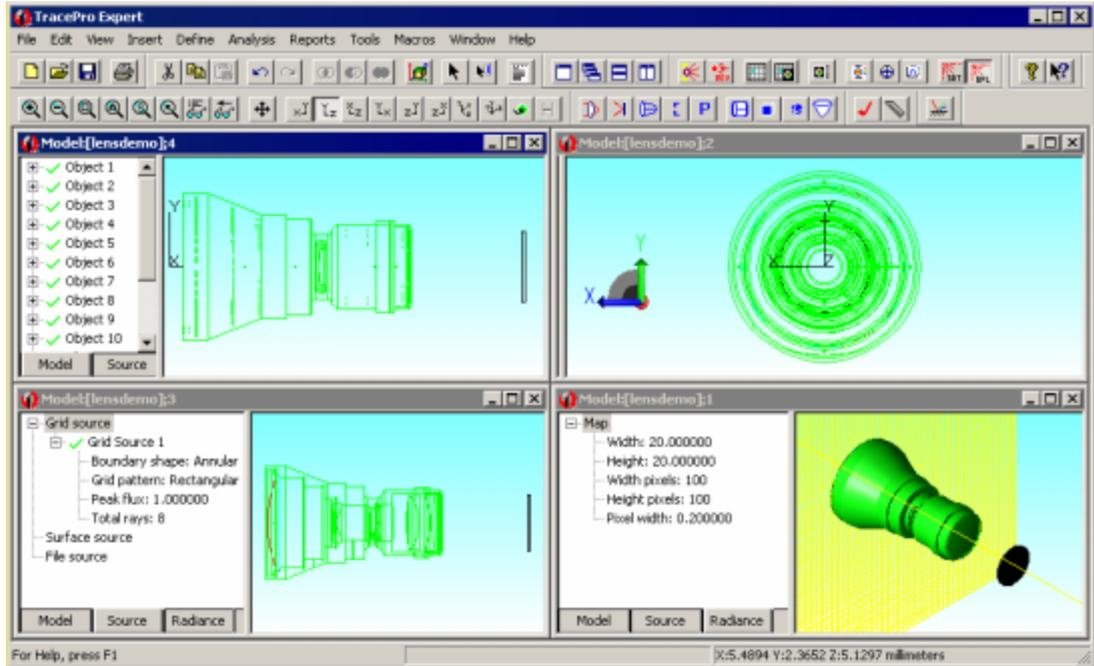 TracePro Expert
File Edit View Insert Define Analysis Reports Tools Macros Window Help
Model:[lensdemo]:4
Object 1
Object 2
Object 3
Object 4
Object 5
Object 6
Object 7
Object 8
Object 9
Object 10
Y
X
Model Source
Model:[lensdemo]:2
Y
X
Y
X
Z
Model:[lensdemo]:3
Grid source
Grid Source 1
Boundary shape: Annular
Grid pattern: Rectangular
Peak flux: 1.000000
Total rays: 8
Surface source
File source
Model Source Radiance
Model:[lensdemo]:1
Map
Width: 20.000000
Height: 20.000000
Width pixels: 100
Height pixels: 100
Pixel width: 0.200000
Model Source Radiance
For Help, press F1
X:5.4894 Y:2.3652 Z:5.1297 millimeters